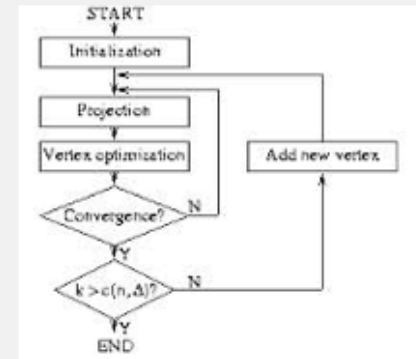 START
Initialization
Projection
Vertex optimization
Add new vertex
Convergence?
N
Y
k > c(n, Δ)?
N
Y
END